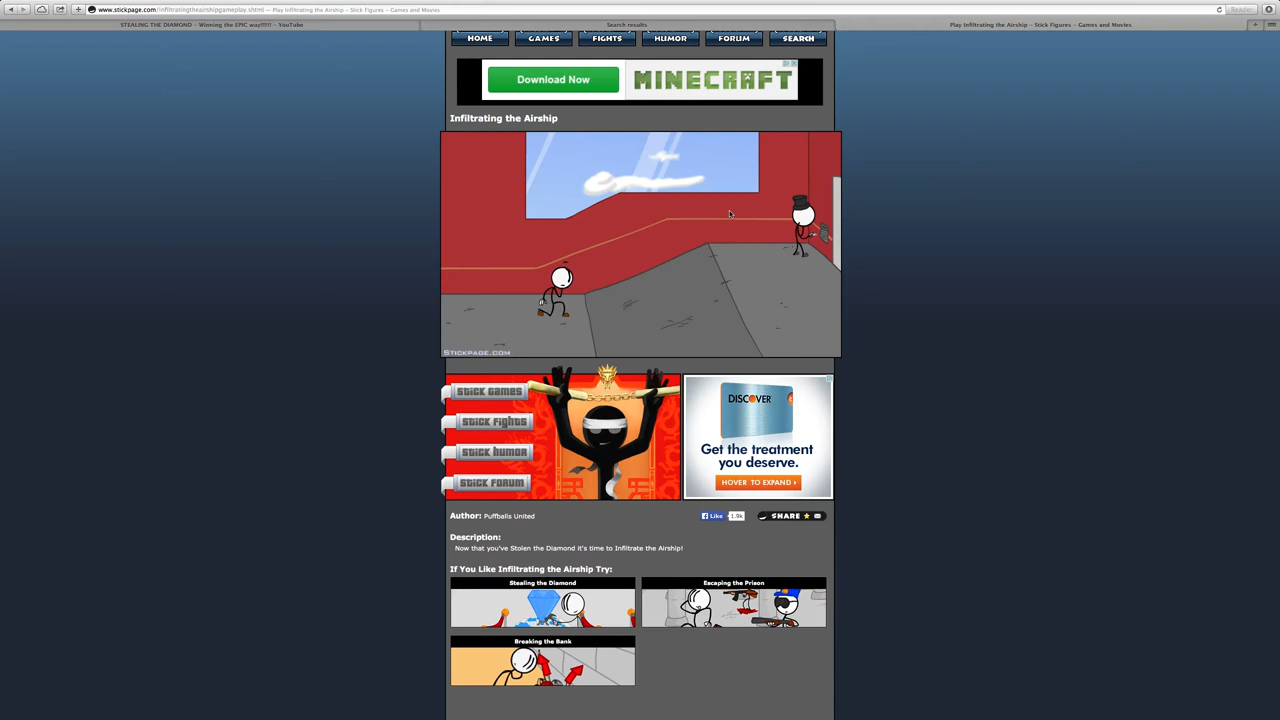 www.stickpage.com/infiltratingtheairshipgameplay.shtml — Play Infiltrating the Airship – Stick Figures – Games and Movies
Reader
STEALING THE DIAMOND – Winning the EPIC way!!!!!! – YouTube
Search results
Play Infiltrating the Airship – Stick Figures – Games and Movies
HOME
GAMES
FIGHTS
HUMOR
FORUM
SEARCH
Download Now
MINECRAFT
Infiltrating the Airship
STICKPAGE.COM
STICK GAMES
STICK FIGHTS
STICK HUMOR
STICK FORUM
DISCOVER
Get the treatment
you deserve.
HOVER TO EXPAND
Author: Puffballs United
Like
1.9k
SHARE
Description:
Now that you've Stolen the Diamond it's time to Infiltrate the Airship!
If You Like Infiltrating the Airship Try:
Stealing the Diamond
Escaping the Prison
Breaking the Bank